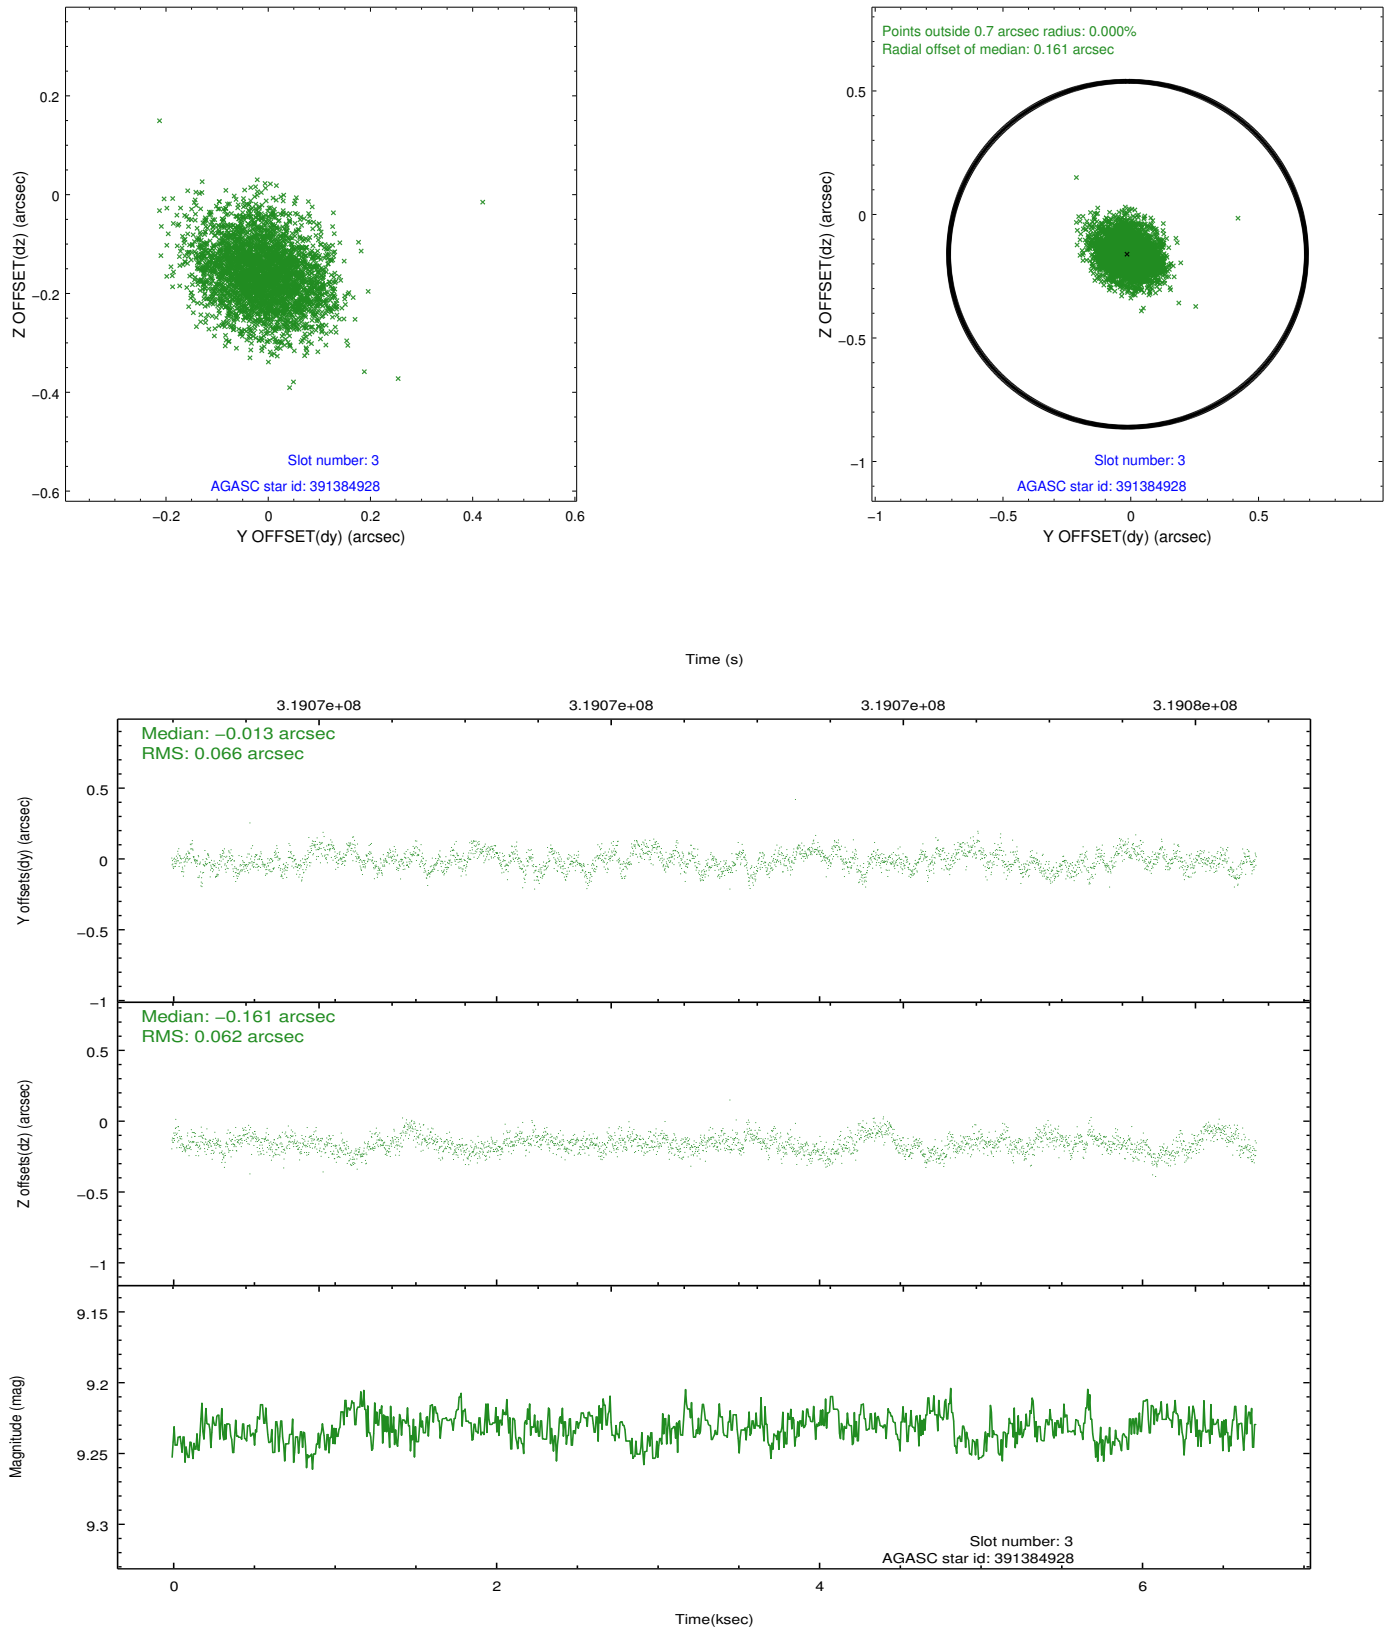 0.2
0
−0.2
−0.4
−0.6
Z OFFSET(dz) (arcsec)
Slot number: 3
AGASC star id: 391384928
−0.2 0 0.2 0.4 0.6
Y OFFSET(dy) (arcsec)
Points outside 0.7 arcsec radius: 0.000%
Radial offset of median: 0.161 arcsec
0.5
0
−0.5
−1
Z OFFSET(dz) (arcsec)
Slot number: 3
AGASC star id: 391384928
−1 −0.5 0 0.5
Y OFFSET(dy) (arcsec)
Time (s)
3.1907e+08 3.1907e+08 3.1907e+08 3.1908e+08
Median: −0.013 arcsec
RMS: 0.066 arcsec
0.5
0
−0.5
−1
Y offsets(dy) (arcsec)
Median: −0.161 arcsec
RMS: 0.062 arcsec
0.5
0
−0.5
−1
Z offsets(dz) (arcsec)
9.15
9.2
9.25
9.3
Magnitude (mag)
Slot number: 3
AGASC star id: 391384928
0 2 4 6
Time(ksec)